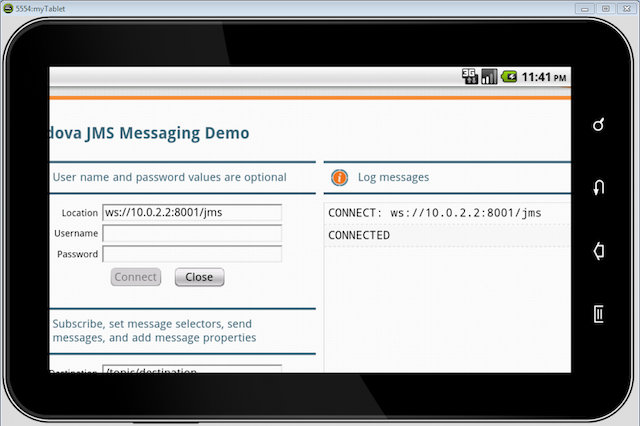 5554:myTablet
3G
11:41 PM
dova JMS Messaging Demo
User name and password values are optional
Location ws://10.0.2.2:8001/jms
Username
Password
Connect Close
Subscribe, set message selectors, send
messages, and add message properties
Destination /topic/destination
i Log messages
CONNECT: ws://10.0.2.2:8001/jms
CONNECTED